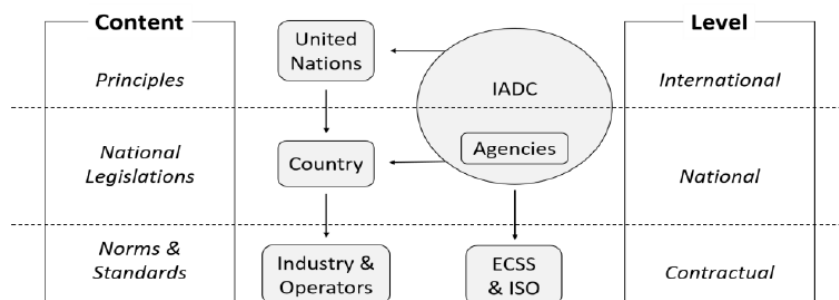 Content
Level
United
Nations
Principles
IADC
International
National
Legislations
Country
Agencies
National
Norms &
Standards
Industry &
Operators
ECSS
& ISO
Contractual